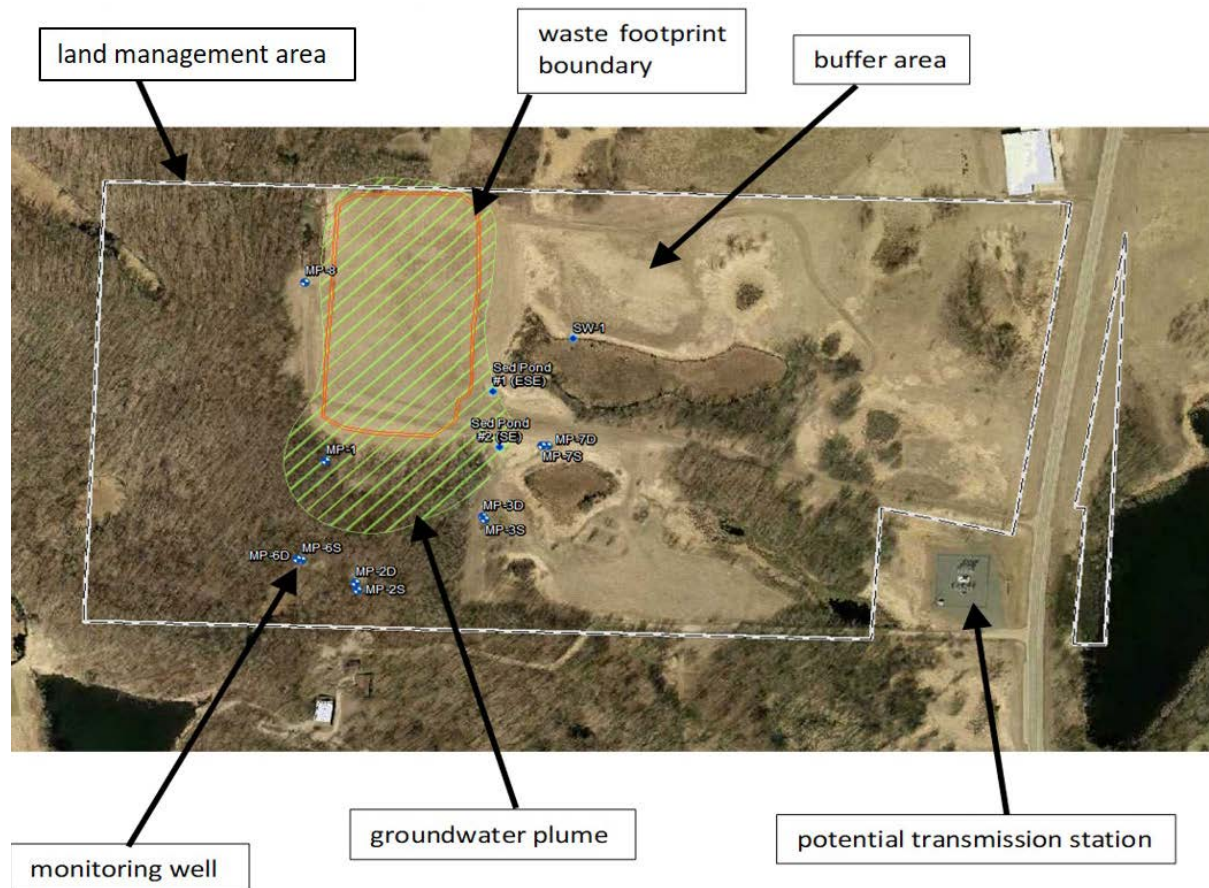 land management area
waste footprint
boundary
buffer area
MP-8
SW-1
Sed Pond
#1 (ESE)
Sed Pond
#2 (SE)
MP-7D
MP-7S
MP-1
MP-3D
MP-3S
MP-6D
MP-6S
MP-2D
MP-2S
groundwater plume
potential transmission station
monitoring well